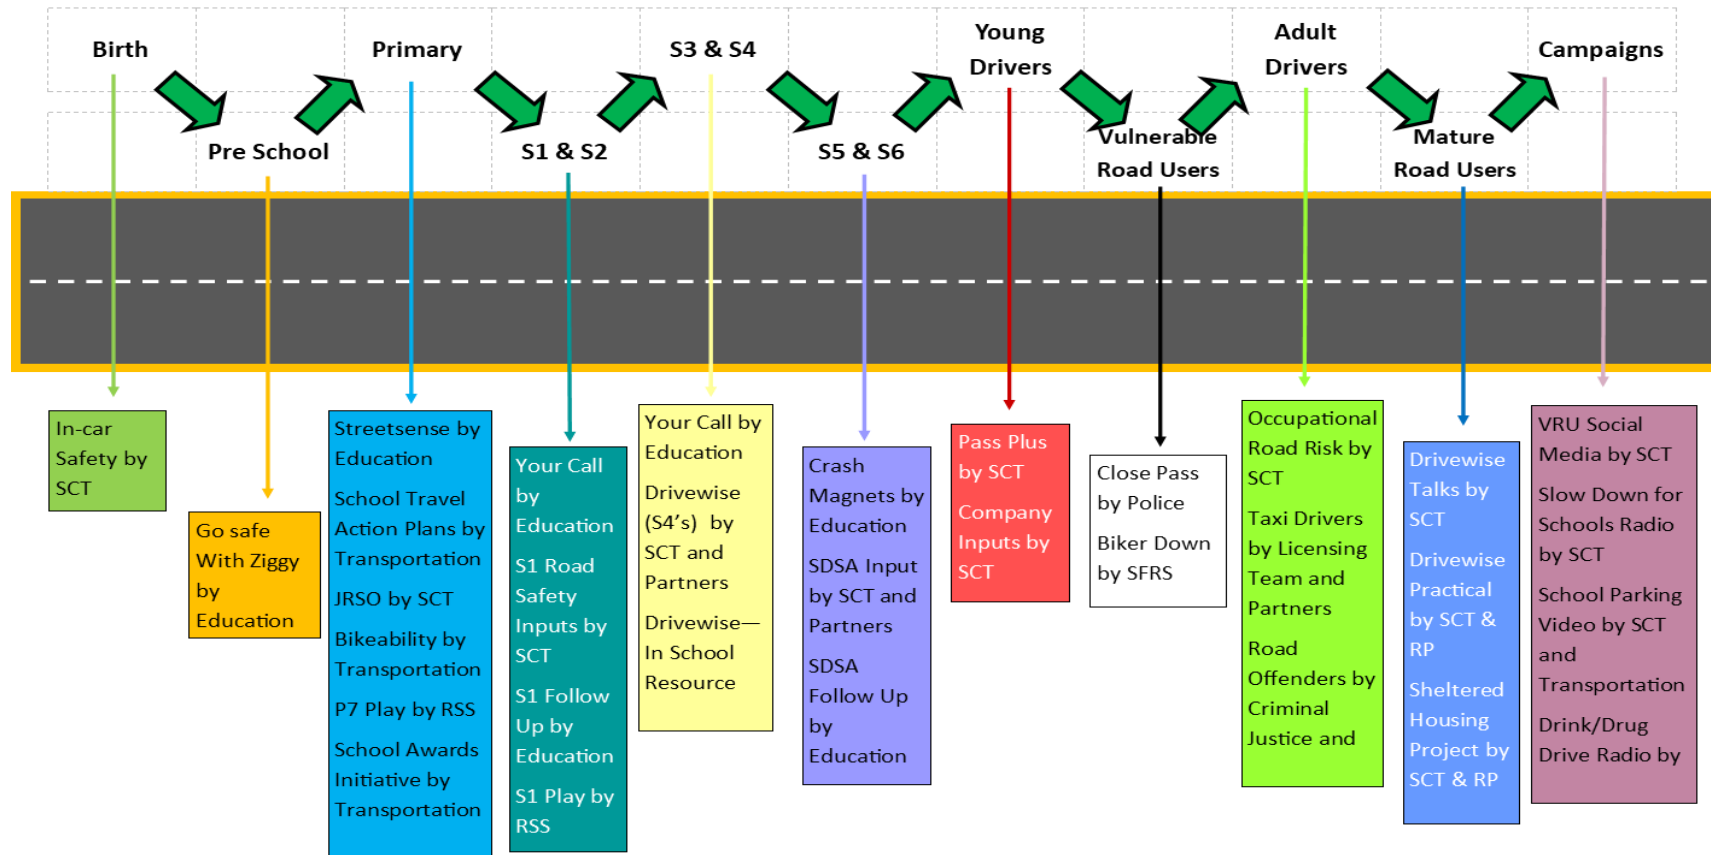 Birth
Pre School
Primary
S1 & S2
S3 & S4
S5 & S6
Young
Drivers
Vulnerable
Road Users
Adult
Drivers
Mature
Road Users
Campaigns
In-car
Safety by
SCT
Go safe
With Ziggy
by
Education
Streetsense by
Education
School Travel
Action Plans by
Transportation
JRSO by SCT
Bikeability by
Transportation
P7 Play by RSS
School Awards
Initiative by
Transportation
Your Call
by
Education
S1 Road
Safety
Inputs by
SCT
S1 Follow
Up by
Education
S1 Play by
RSS
Your Call by
Education
Drivewise
(S4's) by
SCT and
Partners
Drivewise—
In School
Resource
Crash
Magnets by
Education
SDSA Input
by SCT and
Partners
SDSA
Follow Up
by
Education
Pass Plus
by SCT
Company
Inputs by
SCT
Close Pass
by Police
Biker Down
by SFRS
Occupational
Road Risk by
SCT
Taxi Drivers
by Licensing
Team and
Partners
Road
Offenders by
Criminal
Justice and
Drivewise
Talks by
SCT
Drivewise
Practical
by SCT &
RP
Sheltered
Housing
Project by
SCT & RP
VRU Social
Media by SCT
Slow Down for
Schools Radio
by SCT
School Parking
Video by SCT
and
Transportation
Drink/Drug
Drive Radio by